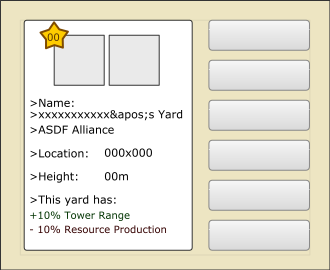 00
>Name:
>xxxxxxxxxxx&apos;s Yard
>ASDF Alliance
>Location: 000x000
>Height: 00m
>This yard has:
+10% Tower Range
- 10% Resource Production